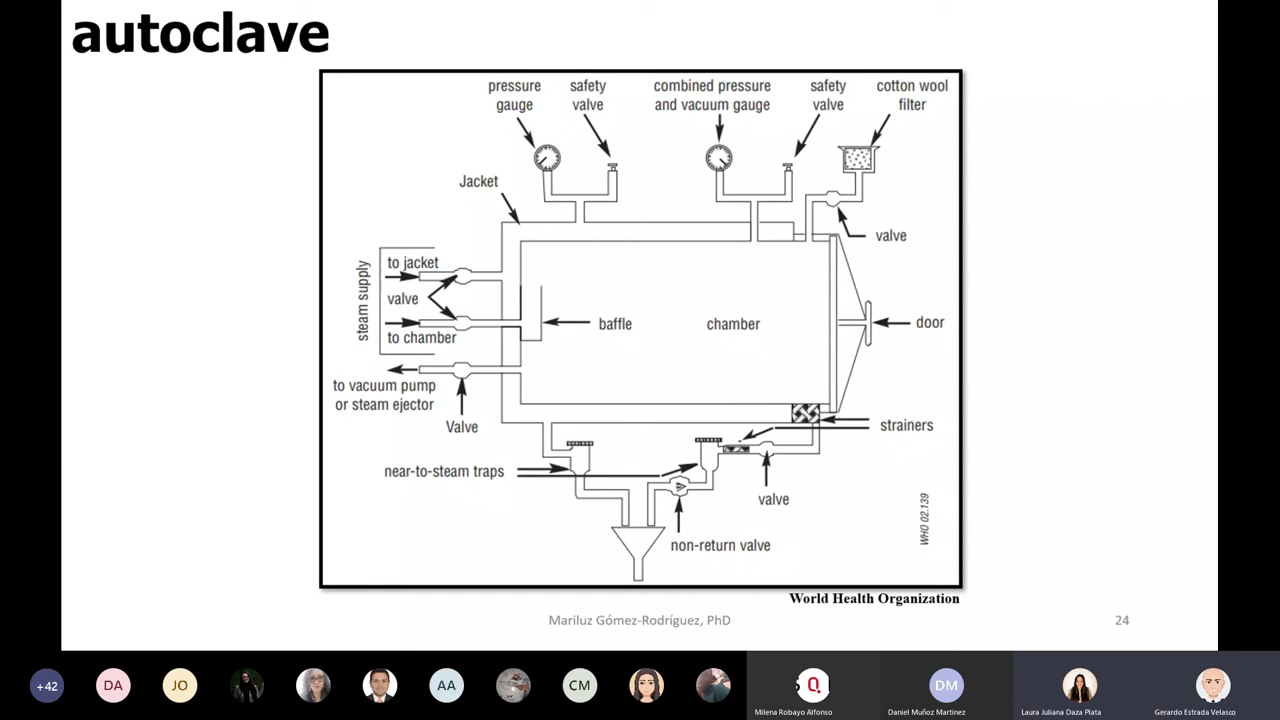 autoclave
pressure
gauge
safety
valve
combined pressure
and vacuum gauge
safety
valve
cotton wool
filter
Jacket
valve
steam supply
to jacket
valve
to chamber
baffle
chamber
door
to vacuum pump
or steam ejector
Valve
strainers
near-to-steam traps
valve
non-return valve
WHO 02.139
World Health Organization
Mariluz Gómez-Rodríguez, PhD
24
+42
DA
JO
AA
CM
Q
DM
Milena Robayo Alfonso
Daniel Muñoz Martinez
Laura Juliana Daza Plata
Gerardo Estrada Velasco